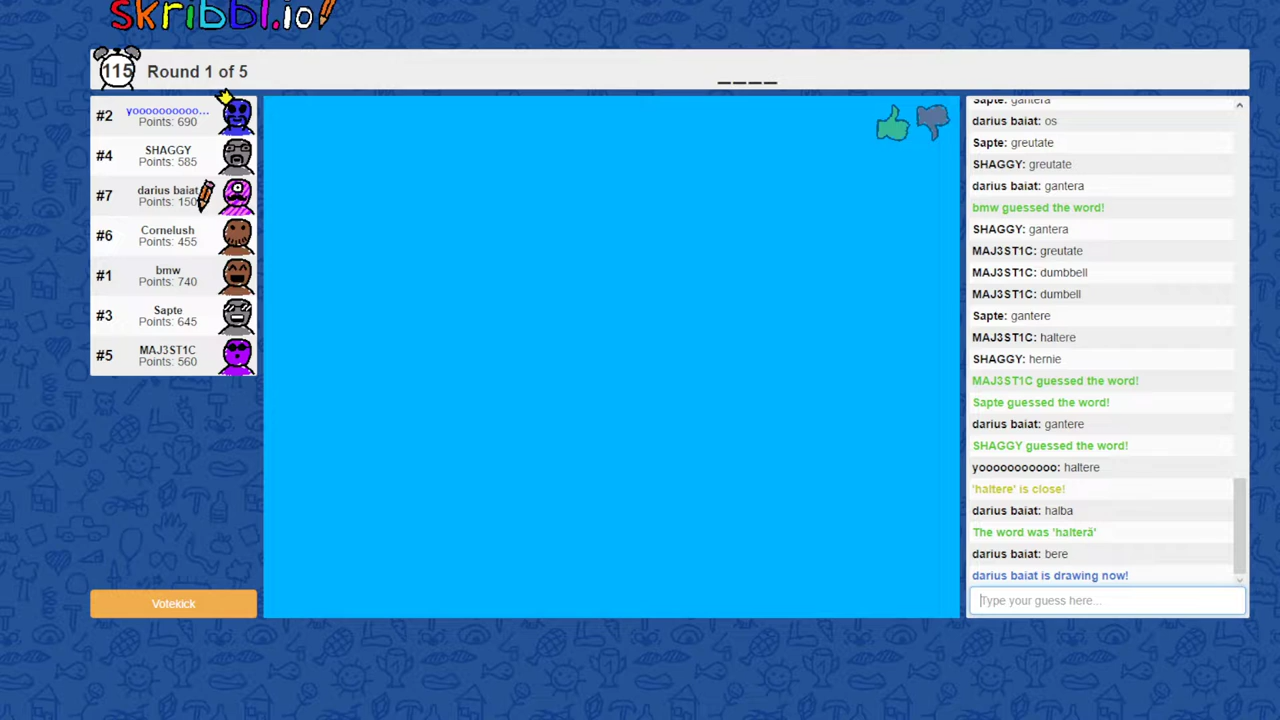 skribbl.io
115 Round 1 of 5
____
#2 yoooooooooo...
Points: 690
#4 SHAGGY
Points: 585
#7 darius baiat
Points: 150
#6 Cornelush
Points: 455
#1 bmw
Points: 740
#3 Sapte
Points: 645
#5 MAJ3ST1C
Points: 560
Votekick
Sapte: gantera
darius baiat: os
Sapte: greutate
SHAGGY: greutate
darius baiat: gantera
bmw guessed the word!
SHAGGY: gantera
MAJ3ST1C: greutate
MAJ3ST1C: dumbbell
MAJ3ST1C: dumbell
Sapte: gantere
MAJ3ST1C: haltere
SHAGGY: hernie
MAJ3ST1C guessed the word!
Sapte guessed the word!
darius baiat: gantere
SHAGGY guessed the word!
yooooooooooo: haltere
'haltere' is close!
darius baiat: halba
The word was 'halteră'
darius baiat: bere
darius baiat is drawing now!
Type your guess here...